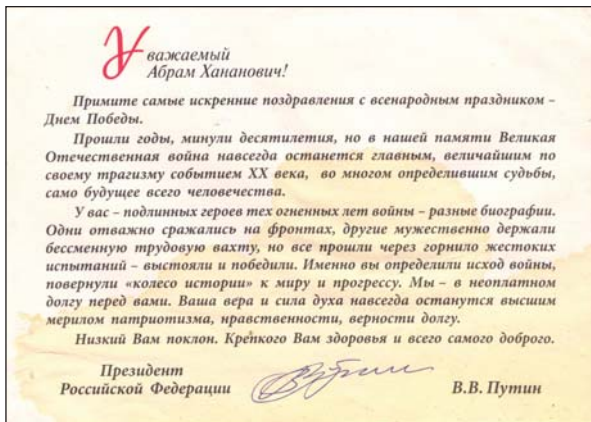 Уважаемый
Абрам Хананович!
Примите самые искренние поздравления с всенародным праздником –
Днем Победы.
Прошли годы, минули десятилетия, но в нашей памяти Великая
Отечественная война навсегда останется главным, величайшим по
своему трагизму событием XX века, во многом определившим судьбы,
само будущее всего человечества.
У вас – подлинных героев тех огненных лет войны – разные биографии.
Одни отважно сражались на фронтах, другие мужественно держали
бессменную трудовую вахту, но все прошли через горнило жестоких
испытаний – выстояли и победили. Именно вы определили исход войны,
повернули «колесо истории» к миру и прогрессу. Мы – в неоплатном
долгу перед вами. Ваша вера и сила духа навсегда останутся высшим
мерилом патриотизма, нравственности, верности долгу.
Низкий Вам поклон. Крепкого Вам здоровья и всего самого доброго.
Президент
Российской Федерации
В.В. Путин